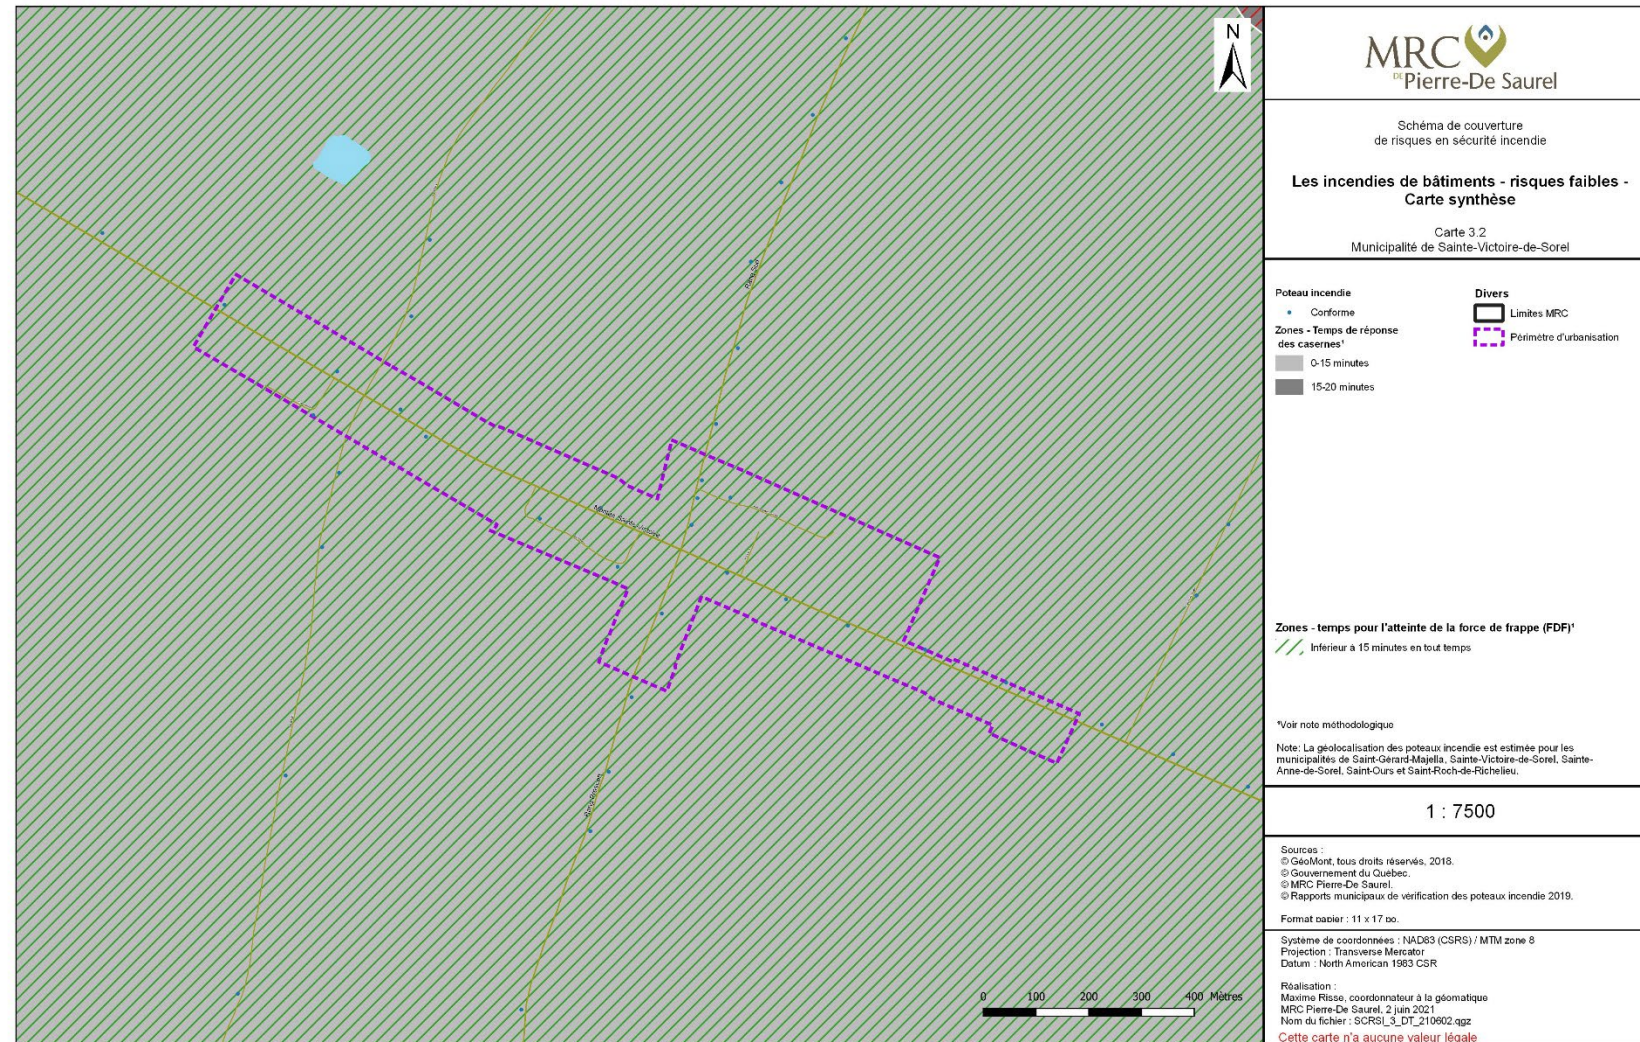 N
MRC
DE Pierre-De Saurel
Schéma de couverture
de risques en sécurité incendie
Les incendies de bâtiments - risques faibles -
Carte synthèse
Carte 3.2
Municipalité de Sainte-Victoire-de-Sorel
Poteau incendie
Conforme
Zones - Temps de réponse
des casernes¹
0-15 minutes
15-20 minutes
Divers
Limites MRC
Périmètre d'urbanisation
Zones - temps pour l'atteinte de la force de frappe (FDF)¹
Inférieur à 15 minutes en tout temps
¹Voir note méthodologique
Note: La géolocalisation des poteaux incendie est estimée pour les
municipalités de Saint-Gérard-Majella, Sainte-Victoire-de-Sorel, Sainte-
Anne-de-Sorel, Saint-Ours et Saint-Roch-de-Richelieu.
1 : 7500
Sources :
© GéoMont, tous droits réservés, 2018.
© Gouvernement du Québec.
© MRC Pierre-De Saurel.
© Rapports municipaux de vérification des poteaux incendie 2019.
Format papier : 11 x 17 po.
Système de coordonnées : NAD83 (CSRS) / MTM zone 8
Projection : Transverse Mercator
Datum : North American 1983 CSR
Réalisation :
Maxime Risse, coordonnateur à la géomatique
MRC Pierre-De Saurel, 2 juin 2021
Nom du fichier : SCRSI_3_DT_210602.qgz
Cette carte n'a aucune valeur légale
Rang Sud
Montée Sainte-Victoire
0 100 200 300 400 Mètres